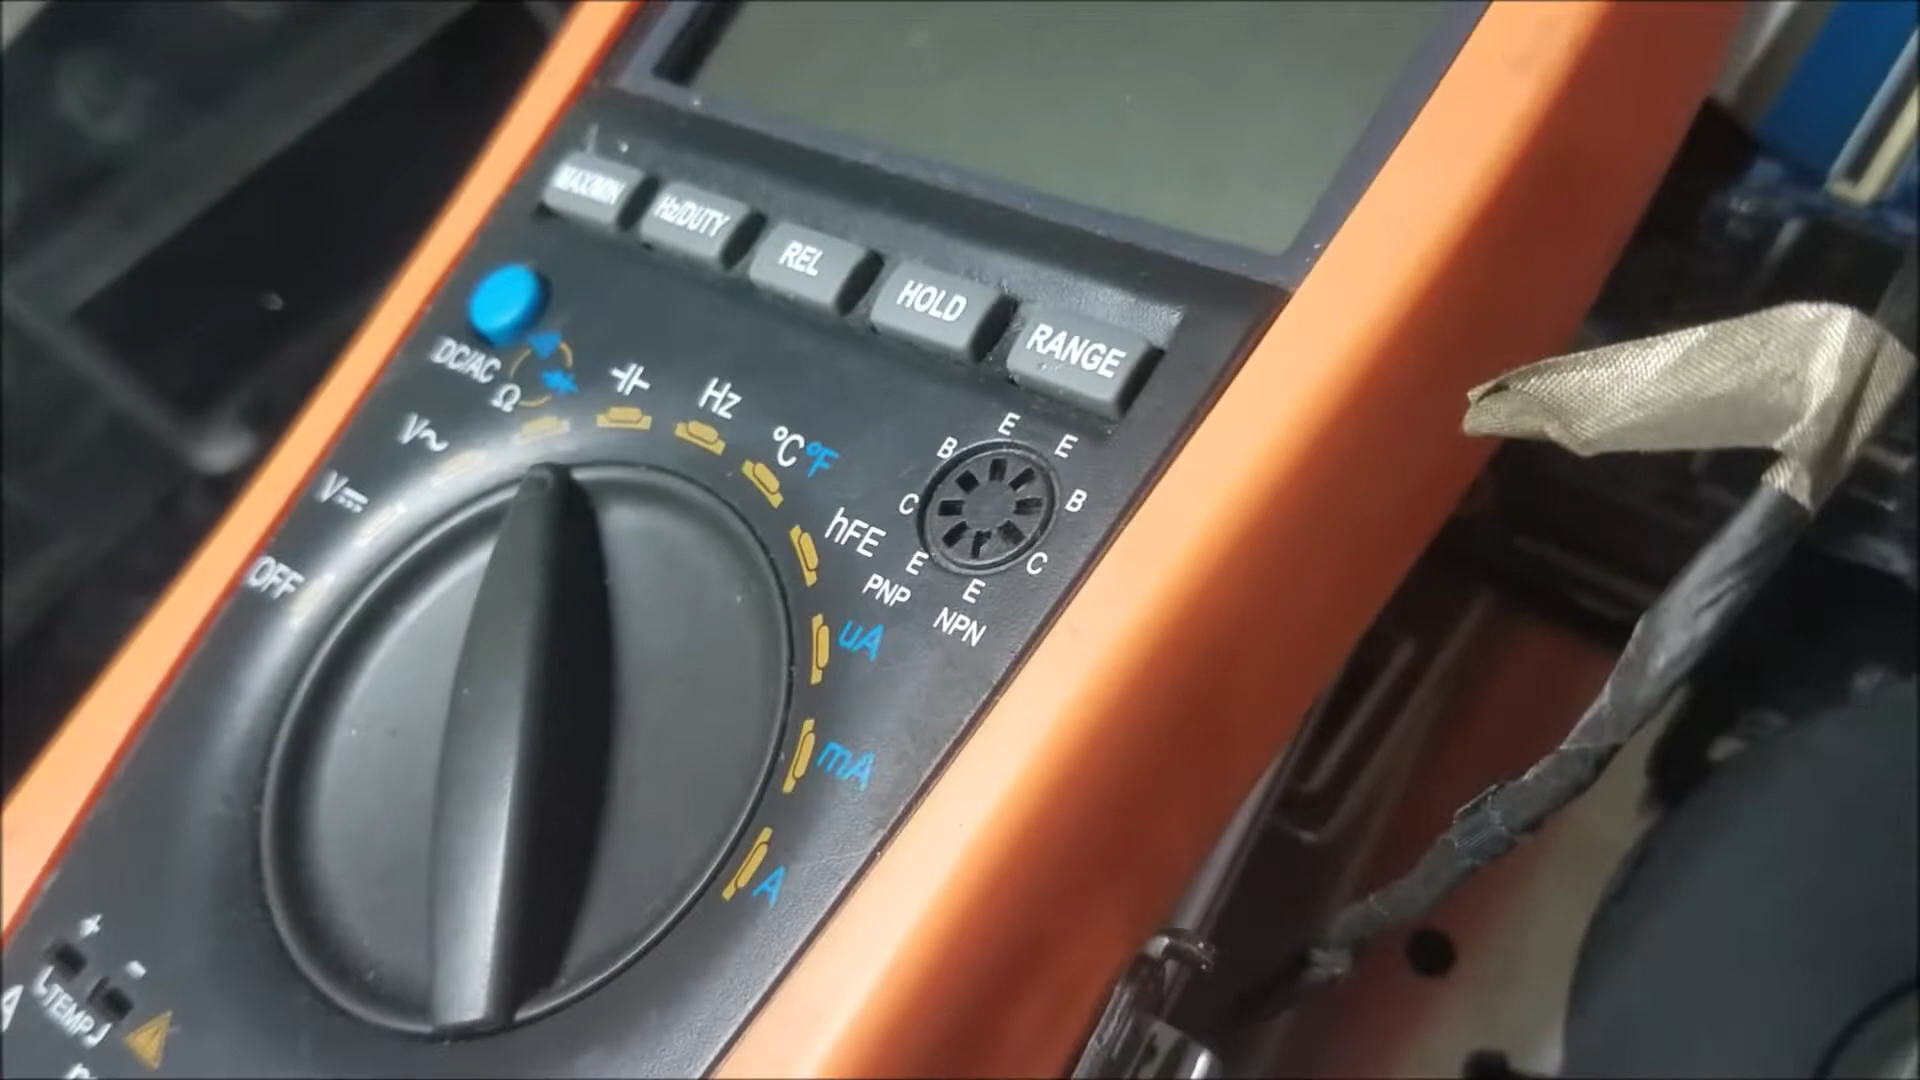 MAX/MIN
Hz/DUTY
REL
HOLD
RANGE
DC/AC
Ω
Hz
°C°F
V~
V⎓
OFF
hFE
B
E
E
C
B
E
E
C
PNP
NPN
uA
mA
A
+
-
TEMP
A